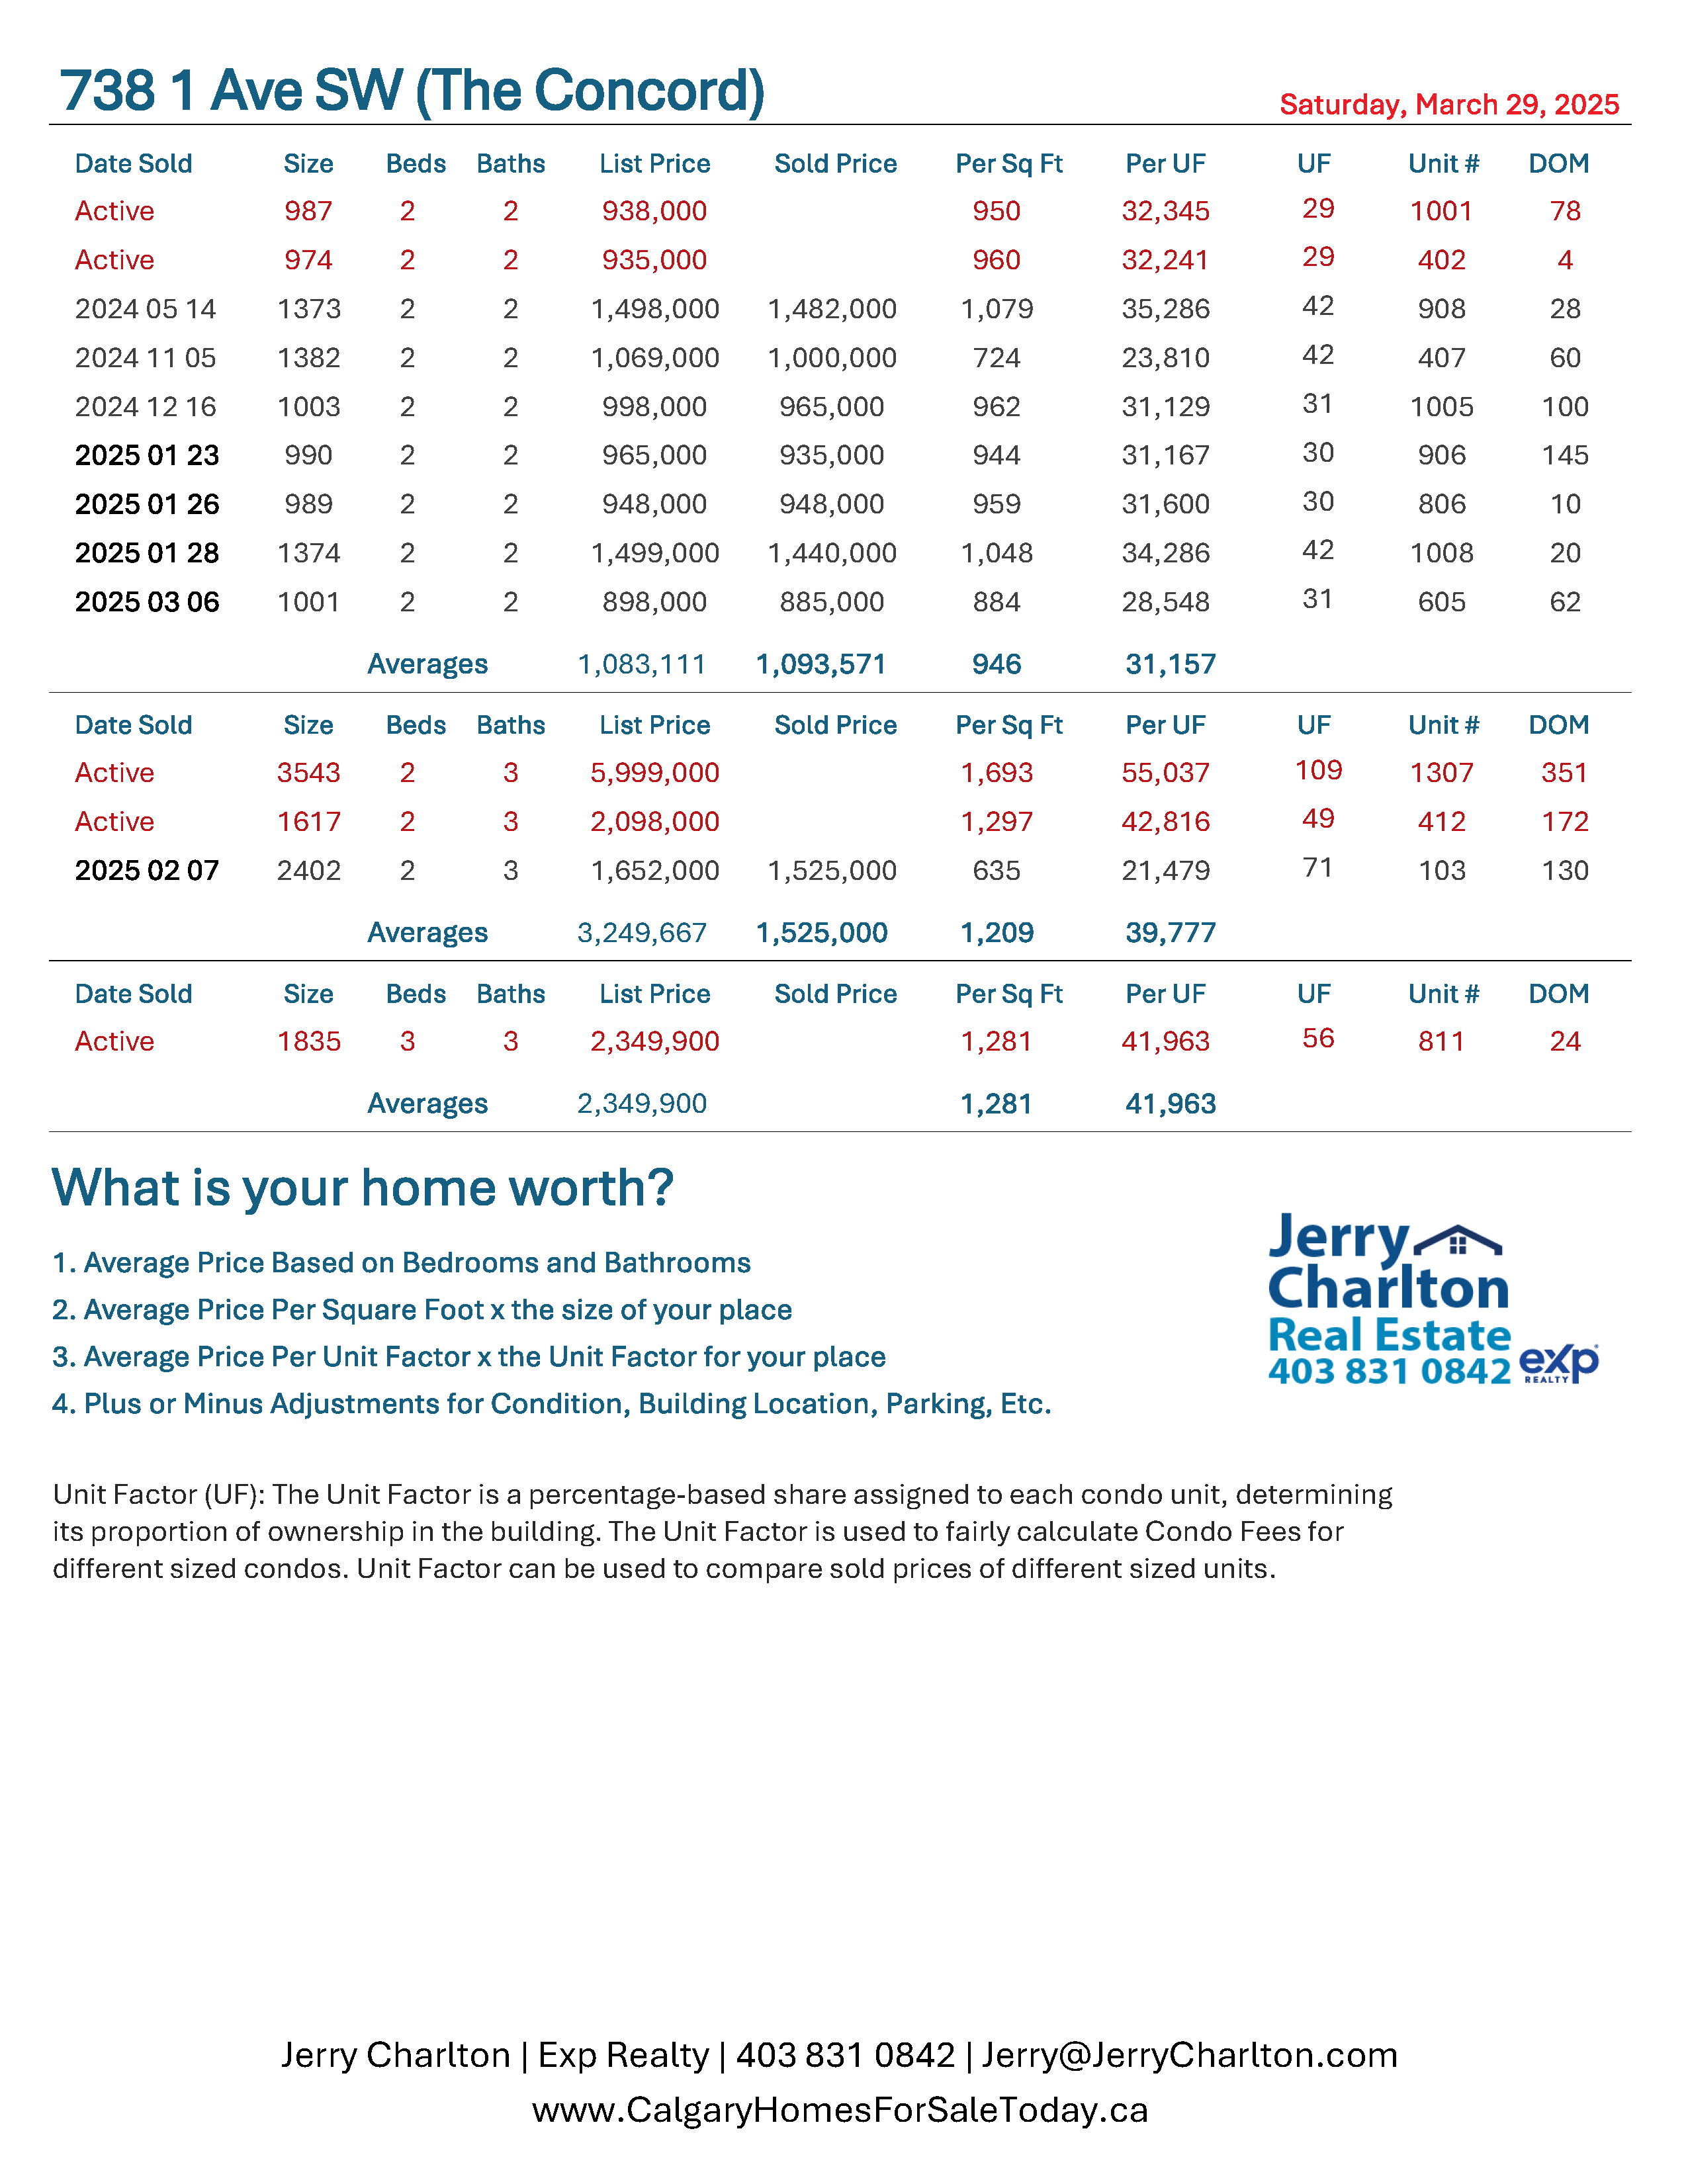 738 1 Ave SW (The Concord) Saturday, March 29, 2025
Date Sold Size Beds Baths List Price Sold Price Per Sq Ft Per UF UF Unit # DOM
Active 987 2 2 938,000 950 32,345 29 1001 78
Active 974 2 2 935,000 960 32,241 29 402 4
2024 05 14 1373 2 2 1,498,000 1,482,000 1,079 35,286 42 908 28
2024 11 05 1382 2 2 1,069,000 1,000,000 724 23,810 42 407 60
2024 12 16 1003 2 2 998,000 965,000 962 31,129 31 1005 100
2025 01 23 990 2 2 965,000 935,000 944 31,167 30 906 145
2025 01 26 989 2 2 948,000 948,000 959 31,600 30 806 10
2025 01 28 1374 2 2 1,499,000 1,440,000 1,048 34,286 42 1008 20
2025 03 06 1001 2 2 898,000 885,000 884 28,548 31 605 62
Averages 1,083,111 1,093,571 946 31,157
Date Sold Size Beds Baths List Price Sold Price Per Sq Ft Per UF UF Unit # DOM
Active 3543 2 3 5,999,000 1,693 55,037 109 1307 351
Active 1617 2 3 2,098,000 1,297 42,816 49 412 172
2025 02 07 2402 2 3 1,652,000 1,525,000 635 21,479 71 103 130
Averages 3,249,667 1,525,000 1,209 39,777
Date Sold Size Beds Baths List Price Sold Price Per Sq Ft Per UF UF Unit # DOM
Active 1835 3 3 2,349,900 1,281 41,963 56 811 24
Averages 2,349,900 1,281 41,963
What is your home worth?
1. Average Price Based on Bedrooms and Bathrooms
2. Average Price Per Square Foot x the size of your place
3. Average Price Per Unit Factor x the Unit Factor for your place
4. Plus or Minus Adjustments for Condition, Building Location, Parking, Etc.
Jerry
Charlton
Real Estate
403 831 0842
exp
REALTY
Unit Factor (UF): The Unit Factor is a percentage-based share assigned to each condo unit, determining
its proportion of ownership in the building. The Unit Factor is used to fairly calculate Condo Fees for
different sized condos. Unit Factor can be used to compare sold prices of different sized units.
Jerry Charlton | Exp Realty | 403 831 0842 | Jerry@JerryCharlton.com
www.CalgaryHomesForSaleToday.ca